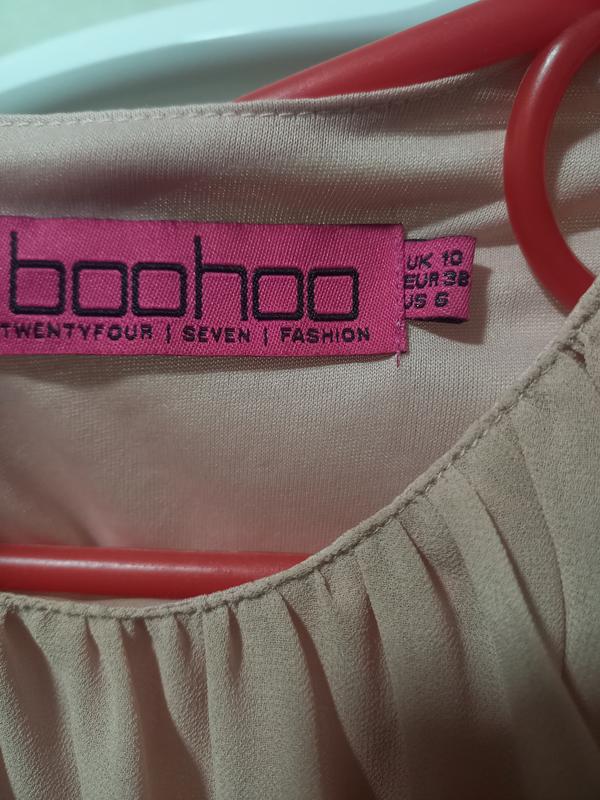 boohoo
TWENTYFOUR | SEVEN | FASHION
UK 10
EUR 38
US 6